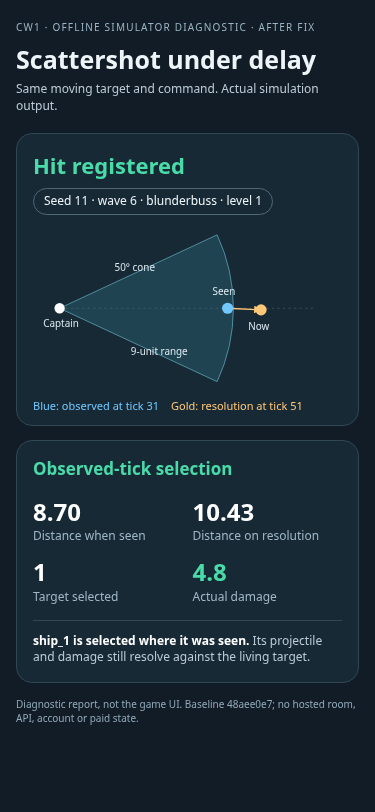 CW1 · OFFLINE SIMULATOR DIAGNOSTIC · AFTER FIX
Scattershot under delay
Same moving target and command. Actual simulation
output.
Hit registered
Seed 11 · wave 6 · blunderbuss · level 1
50° cone
Seen
Captain
Now
9-unit range
Blue: observed at tick 31 Gold: resolution at tick 51
Observed-tick selection
8.70 10.43
Distance when seen Distance on resolution
1 4.8
Target selected Actual damage
ship_1 is selected where it was seen. Its projectile
and damage still resolve against the living target.
Diagnostic report, not the game UI. Baseline 48aee0e7; no hosted room,
API, account or paid state.